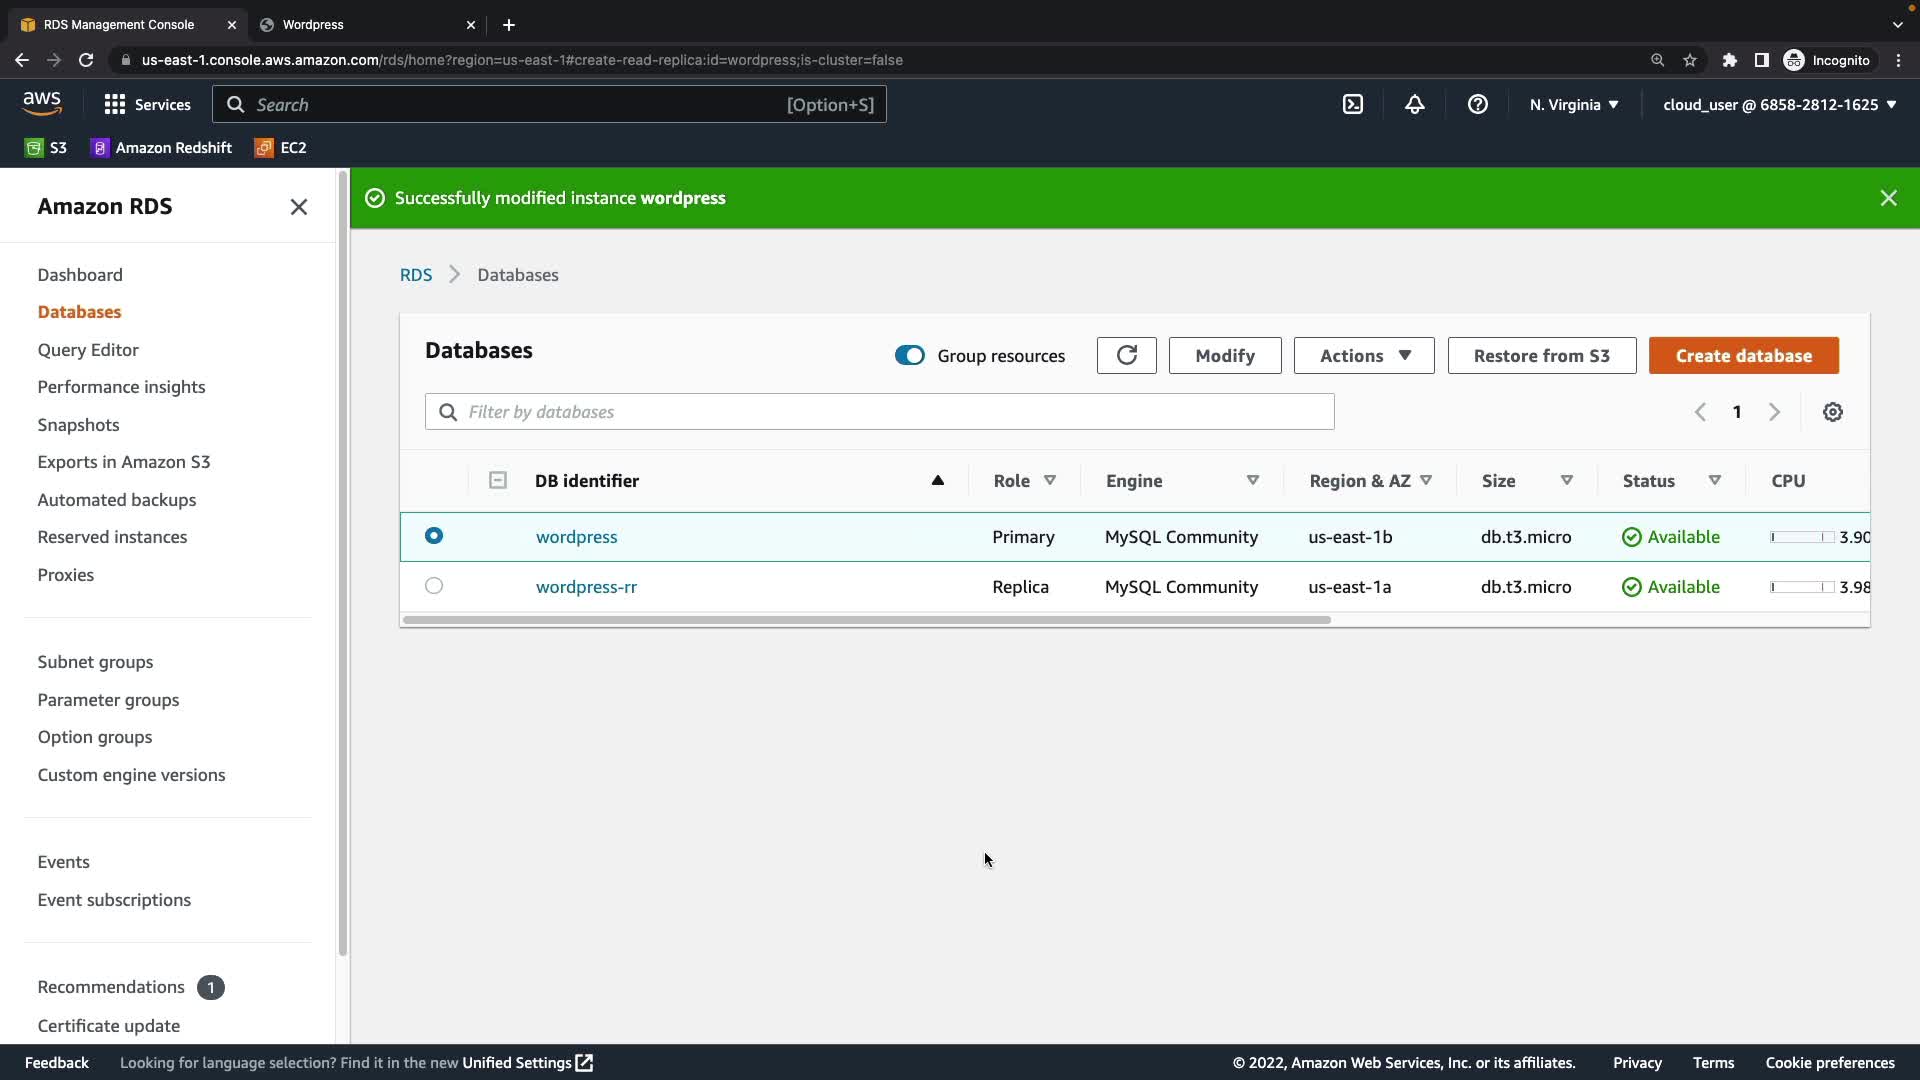 RDS Management Console
Wordpress
us-east-1.console.aws.amazon.com/rds/home?region=us-east-1#create-read-replica:id=wordpress;is-cluster=false
Incognito
aws
Services
Search
[Option+S]
N. Virginia
cloud_user @ 6858-2812-1625
S3
Amazon Redshift
EC2
Amazon RDS
Successfully modified instance wordpress
Dashboard
Databases
Query Editor
Performance insights
Snapshots
Exports in Amazon S3
Automated backups
Reserved instances
Proxies
Subnet groups
Parameter groups
Option groups
Custom engine versions
Events
Event subscriptions
Recommendations 1
Certificate update
RDS > Databases
Databases
Group resources
Modify
Actions
Restore from S3
Create database
Filter by databases
1
DB identifier Role Engine Region & AZ Size Status CPU
wordpress Primary MySQL Community us-east-1b db.t3.micro Available 3.90
wordpress-rr Replica MySQL Community us-east-1a db.t3.micro Available 3.98
Feedback
Looking for language selection? Find it in the new Unified Settings
© 2022, Amazon Web Services, Inc. or its affiliates.
Privacy
Terms
Cookie preferences